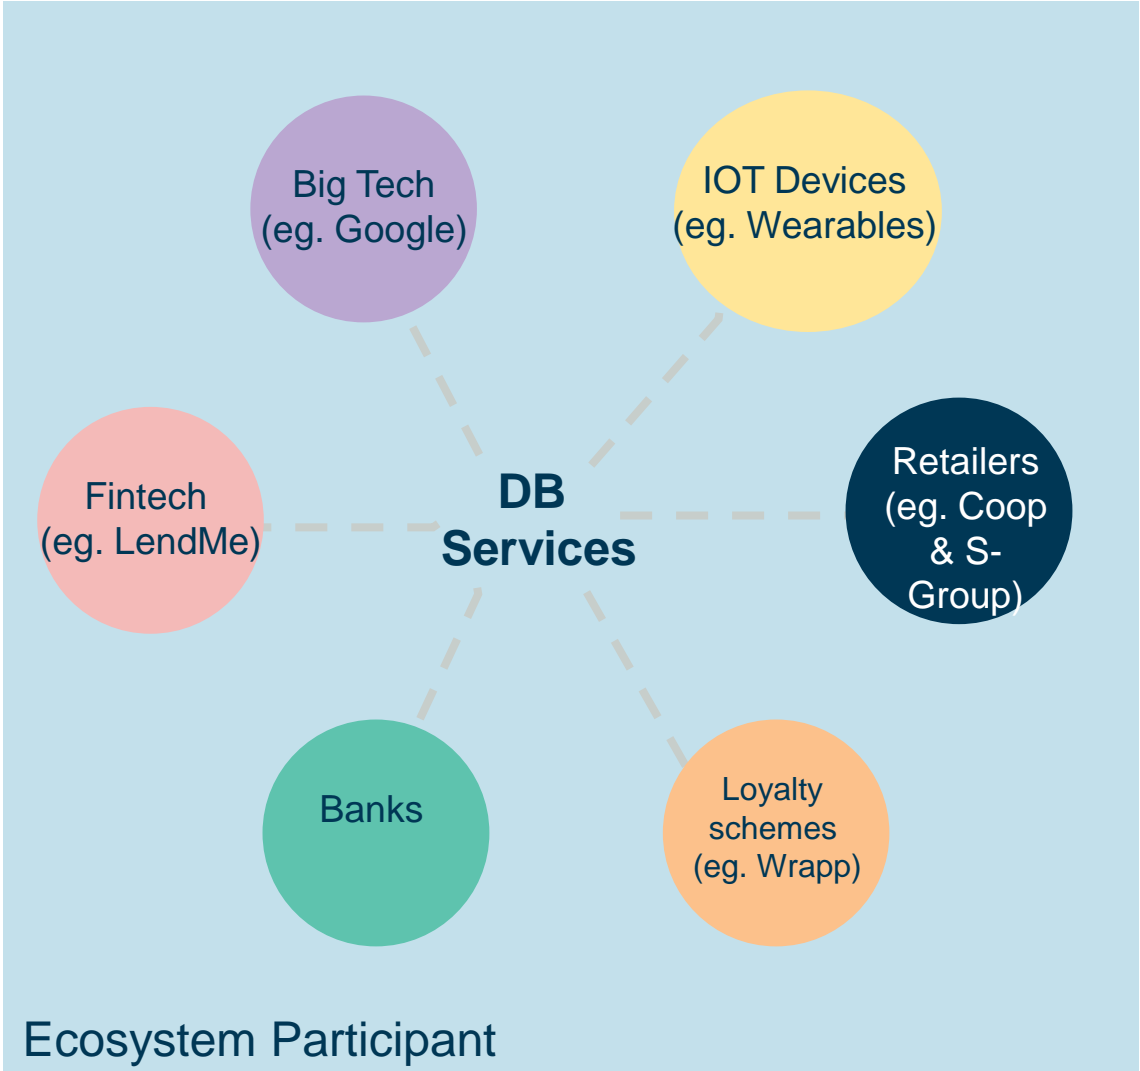 Big Tech
(eg. Google)
IOT Devices
(eg. Wearables)
Fintech
(eg. LendMe)
DB
Services
Retailers
(eg. Coop
& S-
Group)
Banks
Loyalty
schemes
(eg. Wrapp)
Ecosystem Participant